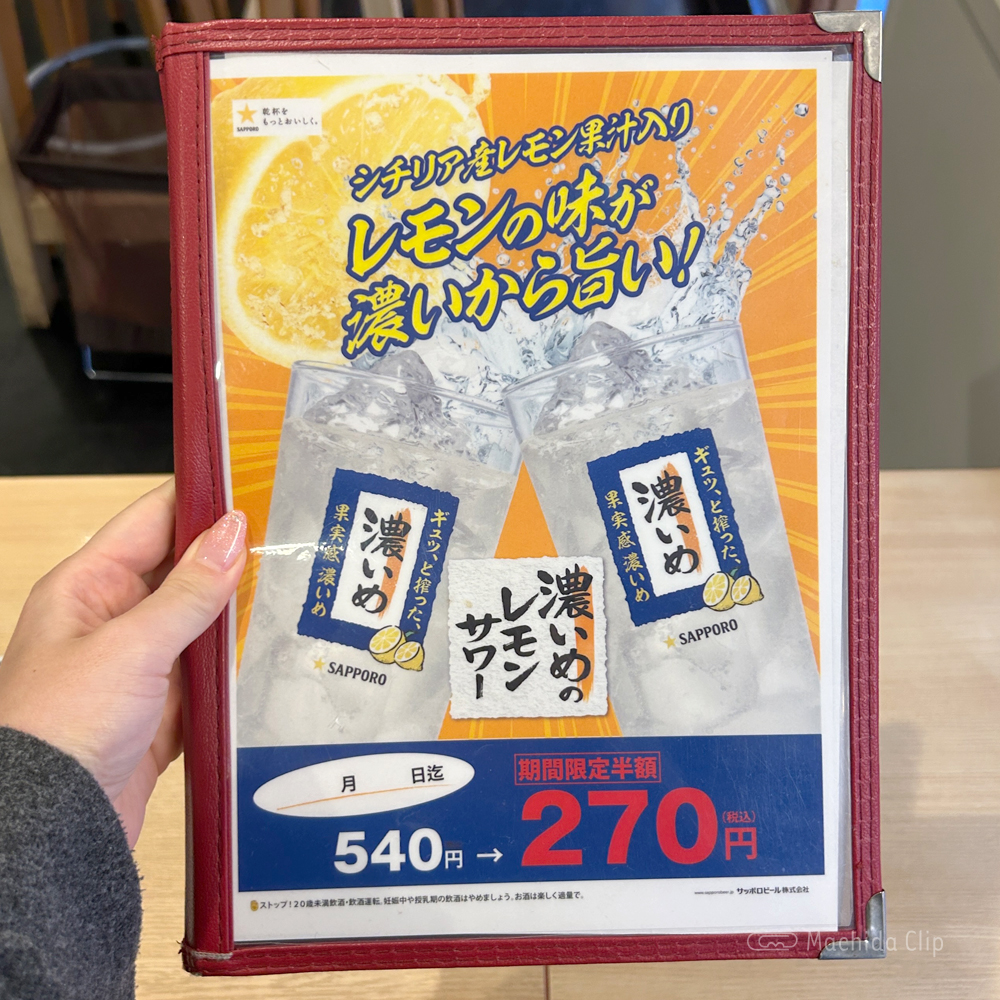 SAPPORO
乾杯を
もっとおいしく。
シチリア産レモン果汁入り
レモンの味が
濃いから旨い!
ギュッ、と搾った、
濃いめ
果実感 濃いめ
SAPPORO
ギュッ、と搾った、
濃いめ
果実感 濃いめ
SAPPORO
濃いめの
レモン
サワー
月 日迄
期間限定半額
540円→270円(税込)
www.sapporobeer.jp サッポロビール株式会社
ストップ!20歳未満飲酒・飲酒運転。妊娠中や授乳期の飲酒はやめましょう。お酒は楽しく適量で。
Machida Clip